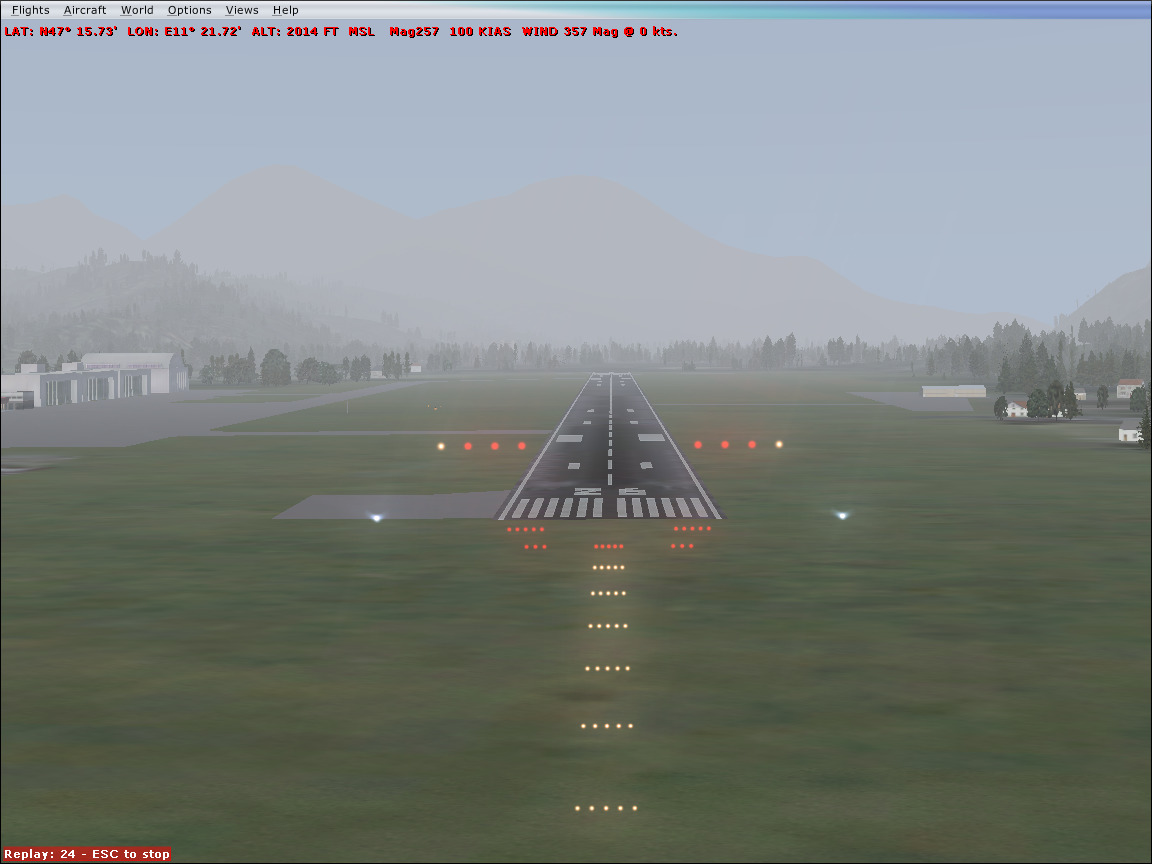 Flights Aircraft World Options Views Help
LAT: N47° 15.73' LON: E11° 21.72' ALT: 2014 FT MSL Mag257 100 KIAS WIND 357 Mag @ 0 kts.
26
Replay: 24 - ESC to stop